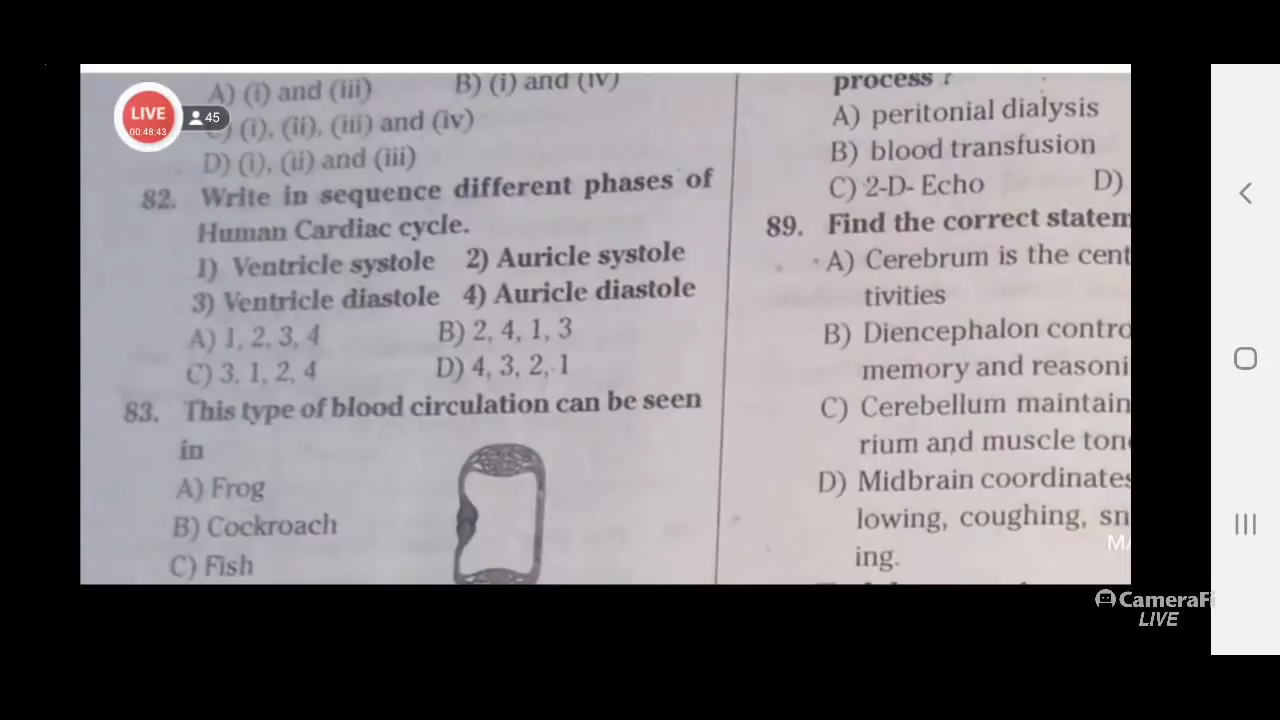 LIVE
00:48:43
45
A) (i) and (iii) B) (i) and (iv)
C) (i), (ii), (iii) and (iv)
D) (i), (ii) and (iii)
82. Write in sequence different phases of
Human Cardiac cycle.
1) Ventricle systole 2) Auricle systole
3) Ventricle diastole 4) Auricle diastole
A) 1, 2, 3, 4 B) 2, 4, 1, 3
C) 3, 1, 2, 4 D) 4, 3, 2, 1
83. This type of blood circulation can be seen
in
A) Frog
B) Cockroach
C) Fish
process ?
A) peritonial dialysis
B) blood transfusion
C) 2-D- Echo D)
89. Find the correct statem
A) Cerebrum is the cent
tivities
B) Diencephalon contro
memory and reasoni
C) Cerebellum maintain
rium and muscle ton
D) Midbrain coordinates
lowing, coughing, sn
ing.
CameraFi
LIVE